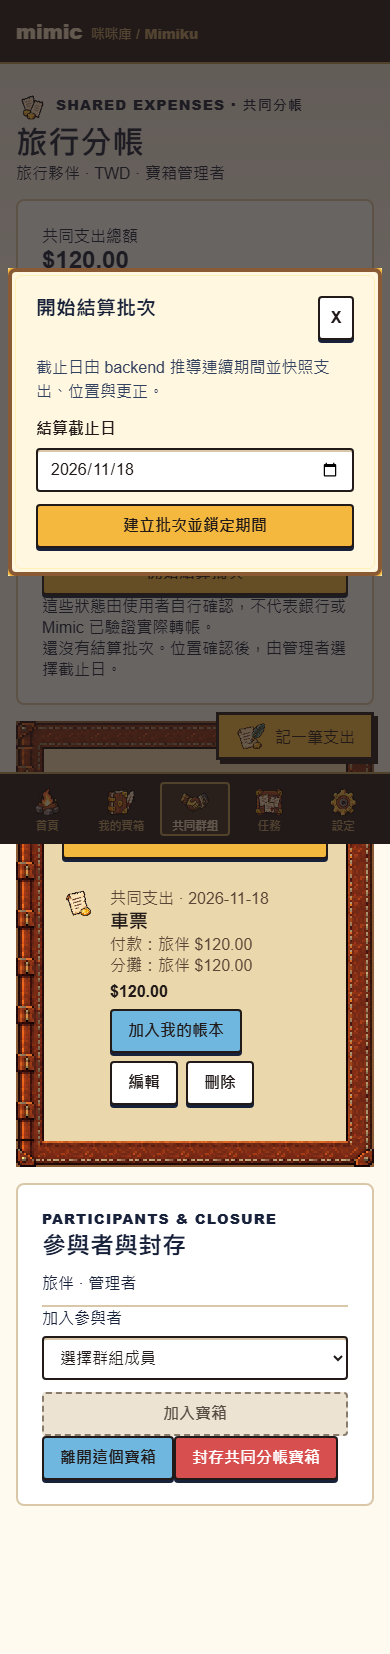 mimic 咪咪庫 / Mimiku
SHARED EXPENSES • 共同分帳
旅行分帳
旅行夥伴 · TWD · 寶箱管理者
共同支出總額
$120.00
開始結算批次
X
截止日由 backend 推導連續期間並快照支
出、位置與更正。
結算截止日
2026/11/18
建立批次並鎖定期間
這些狀態由使用者自行確認，不代表銀行或
Mimic 已驗證實際轉帳。
還沒有結算批次。位置確認後，由管理者選
擇截止日。
記一筆支出
首頁 我的寶箱 共同群組 任務 設定
共同支出 · 2026-11-18
車票
付款：旅伴 $120.00
分攤：旅伴 $120.00
$120.00
加入我的帳本
編輯 刪除
PARTICIPANTS & CLOSURE
參與者與封存
旅伴 · 管理者
加入參與者
選擇群組成員
加入寶箱
離開這個寶箱 封存共同分帳寶箱